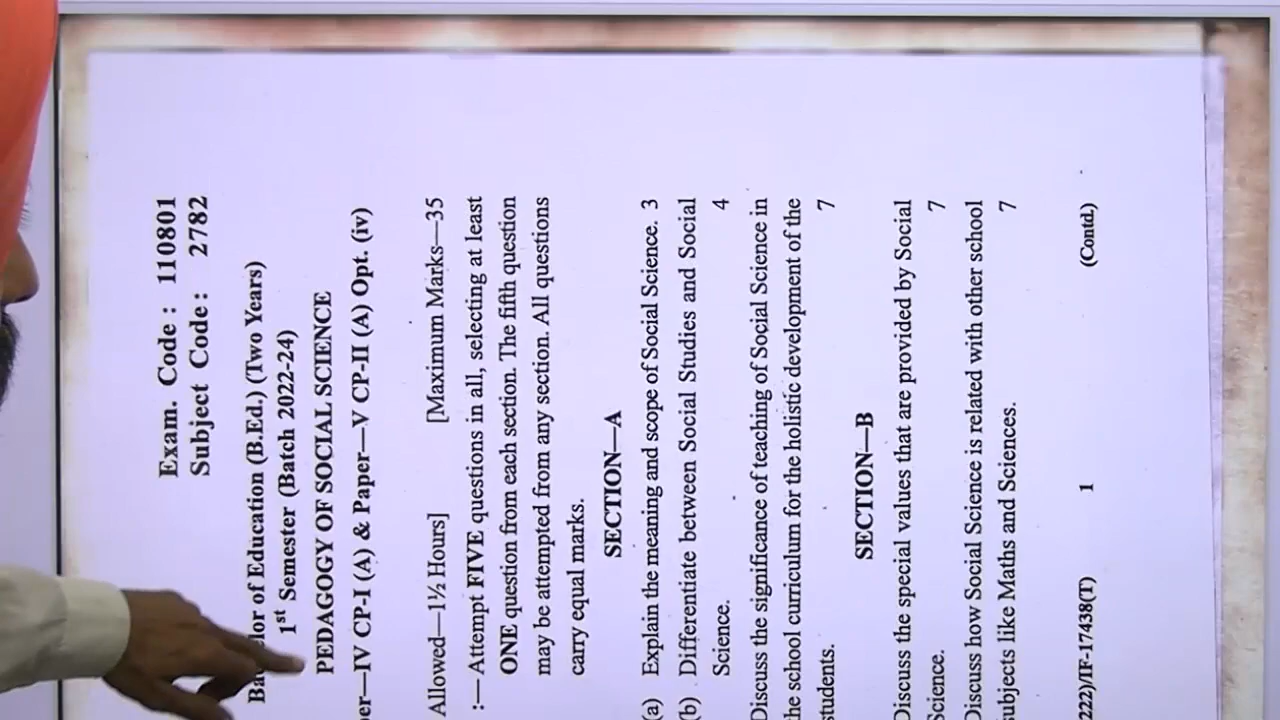 Exam. Code : 110801
Subject Code : 2782
of Education (B.Ed.) (Two Years)
1st Semester (Batch 2022-24)
PEDAGOGY OF SOCIAL SCIENCE
IV CP-I (A) & Paper—V CP-II (A) Opt. (iv)
Allowed—1½ Hours] [Maximum Marks—35
:— Attempt FIVE questions in all, selecting at least
ONE question from each section. The fifth question
may be attempted from any section. All questions
carry equal marks.
SECTION—A
(a) Explain the meaning and scope of Social Science. 3
(b) Differentiate between Social Studies and Social
Science. 4
Discuss the significance of teaching of Social Science in
the school curriculum for the holistic development of the
students. 7
SECTION—B
Discuss the special values that are provided by Social
Science. 7
Discuss how Social Science is related with other school
subjects like Maths and Sciences. 7
222)/IF-17438(T) 1 (Contd.)